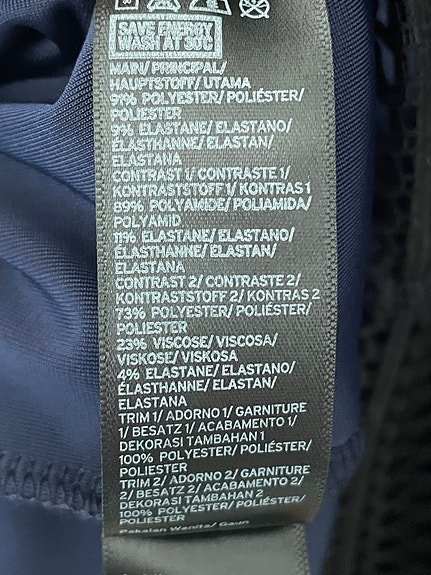 SAVE ENERGY
WASH AT 30C
MAIN/ PRINCIPAL/
HAUPTSTOFF/ UTAMA
91% POLYESTER/ POLIÉSTER/
POLIESTER
9% ELASTANE/ ELASTANO/
ÉLASTHANNE/ ELASTAN/
ELASTANA
CONTRAST 1/ CONTRASTE 1/
KONTRASTSTOFF 1/ KONTRAS 1
89% POLYAMIDE/ POLIAMIDA/
POLYAMID
11% ELASTANE/ ELASTANO/
ÉLASTHANNE/ ELASTAN/
ELASTANA
CONTRAST 2/ CONTRASTE 2/
KONTRASTSTOFF 2/ KONTRAS 2
73% POLYESTER/ POLIÉSTER/
POLIESTER
23% VISCOSE/ VISCOSA/
VISKOSE/ VISKOSA
4% ELASTANE/ ELASTANO/
ÉLASTHANNE/ ELASTAN/
ELASTANA
TRIM 1/ ADORNO 1/ GARNITURE
1/ BESATZ 1/ ACABAMENTO 1/
DEKORASI TAMBAHAN 1
100% POLYESTER/ POLIÉSTER/
POLIESTER
TRIM 2/ ADORNO 2/ GARNITURE
2/ BESATZ 2/ ACABAMENTO 2/
DEKORASI TAMBAHAN 2
100% POLYESTER/ POLIÉSTER/
POLIESTER
Pakaian Wanita/ Gaun